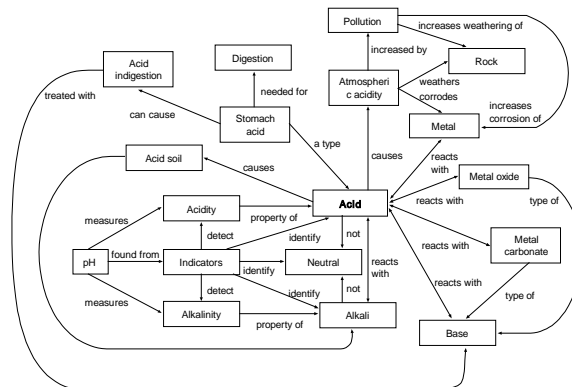 Pollution
increases weathering of
Acid
indigestion
Digestion
increased by
Rock
treated with
needed for
Atmospher
ic acidity
weathers
corrodes
can cause
Stomach
acid
Metal
increases
corrosion of
a type
Acid soil
causes
causes
reacts
with
Metal oxide
Acid
reacts with
type of
measures
Acidity
property of
not
detect
identify
Metal
carbonate
pH
found from
Indicators
Neutral
reacts
with
reacts with
identify
reacts with
detect
not
measures
identify
type of
Alkalinity
property of
Alkali
Base